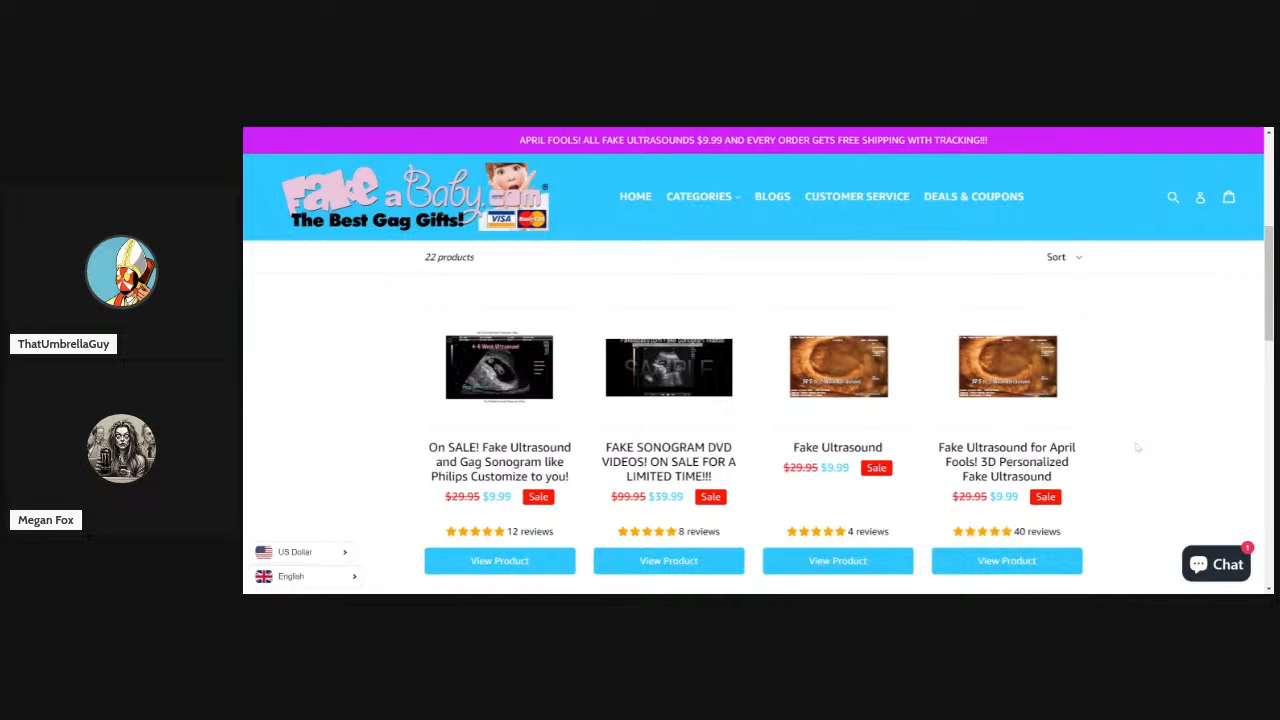 APRIL FOOLS! ALL FAKE ULTRASOUNDS $9.99 AND EVERY ORDER GETS FREE SHIPPING WITH TRACKING!!!
Fake a Baby.com
The Best Gag Gifts!
VISA
HOME CATEGORIES BLOGS CUSTOMER SERVICE DEALS & COUPONS
22 products
Sort
ThatUmbrellaGuy
Megan Fox
SAMPLE
On SALE! Fake Ultrasound
and Gag Sonogram like
Philips Customize to you!
$29.95 $9.99 Sale
12 reviews
View Product
FAKE SONOGRAM DVD
VIDEOS! ON SALE FOR A
LIMITED TIME!!!
$99.95 $39.99 Sale
8 reviews
View Product
Fake Ultrasound
$29.95 $9.99 Sale
4 reviews
View Product
Fake Ultrasound for April
Fools! 3D Personalized
Fake Ultrasound
$29.95 $9.99 Sale
40 reviews
View Product
US Dollar
English
Chat
1